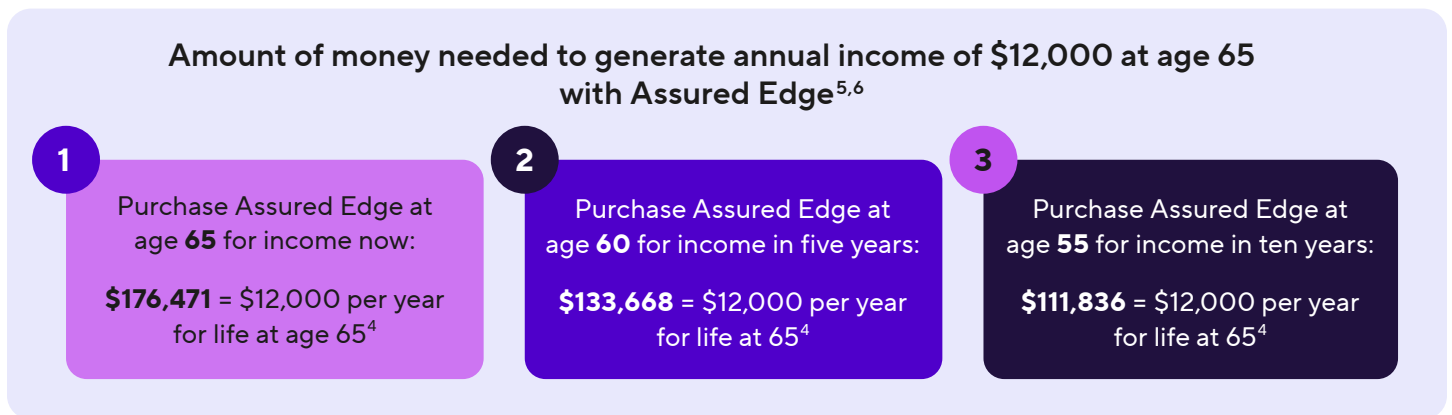 Amount of money needed to generate annual income of $12,000 at age 65
with Assured Edge5,6
1
Purchase Assured Edge at
age 65 for income now:
$176,471 = $12,000 per year
for life at age 654
2
Purchase Assured Edge at
age 60 for income in five years:
$133,668 = $12,000 per year
for life at 654
3
Purchase Assured Edge at
age 55 for income in ten years:
$111,836 = $12,000 per year
for life at 654